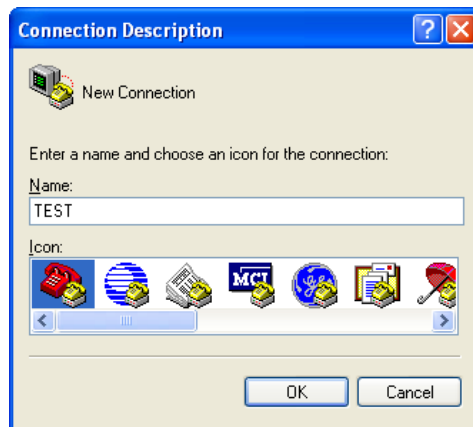 Connection Description
New Connection
Enter a name and choose an icon for the connection:
Name:
TEST
Icon:
MCI
OK
Cancel